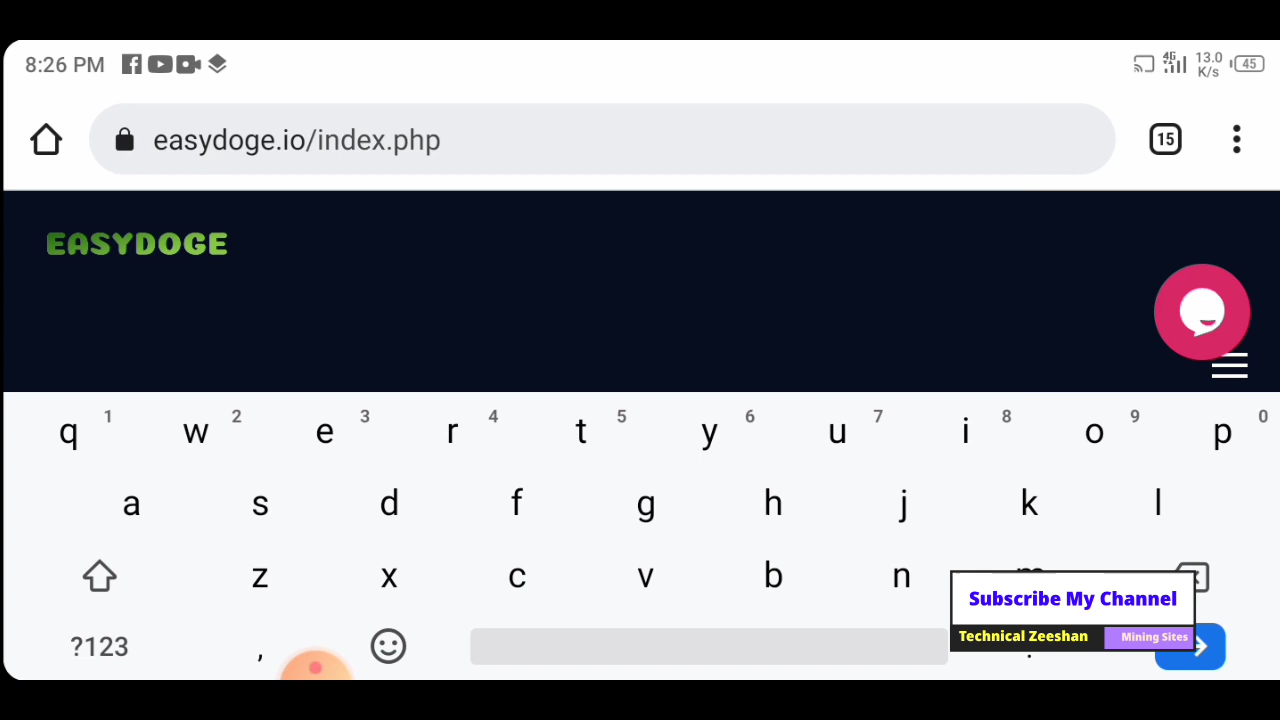 8:26 PM
4G
13.0
K/s
45
easydoge.io/index.php
15
EASYDOGE
1 2 3 4 5 6 7 8 9 0
q w e r t y u i o p
a s d f g h j k l
z x c v b n m
Subscribe My Channel
Technical Zeeshan
Mining Sites
?123 , .